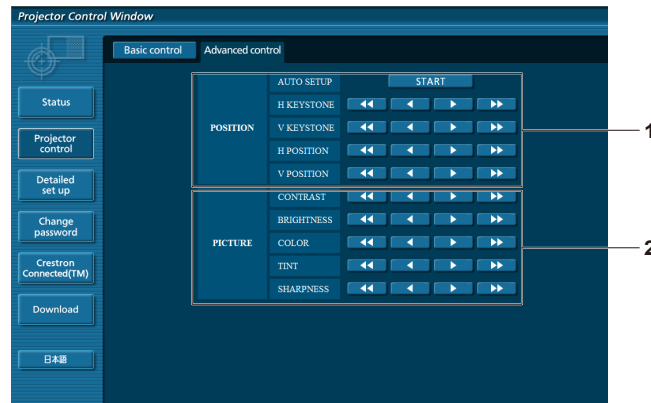 Projector Control Window
Basic control
Advanced control
Status
Projector
control
Detailed
set up
Change
password
Crestron
Connected(TM)
Download
日本語
POSITION
AUTO SETUP
START
H KEYSTONE
V KEYSTONE
H POSITION
V POSITION
PICTURE
CONTRAST
BRIGHTNESS
COLOR
TINT
SHARPNESS
1
2